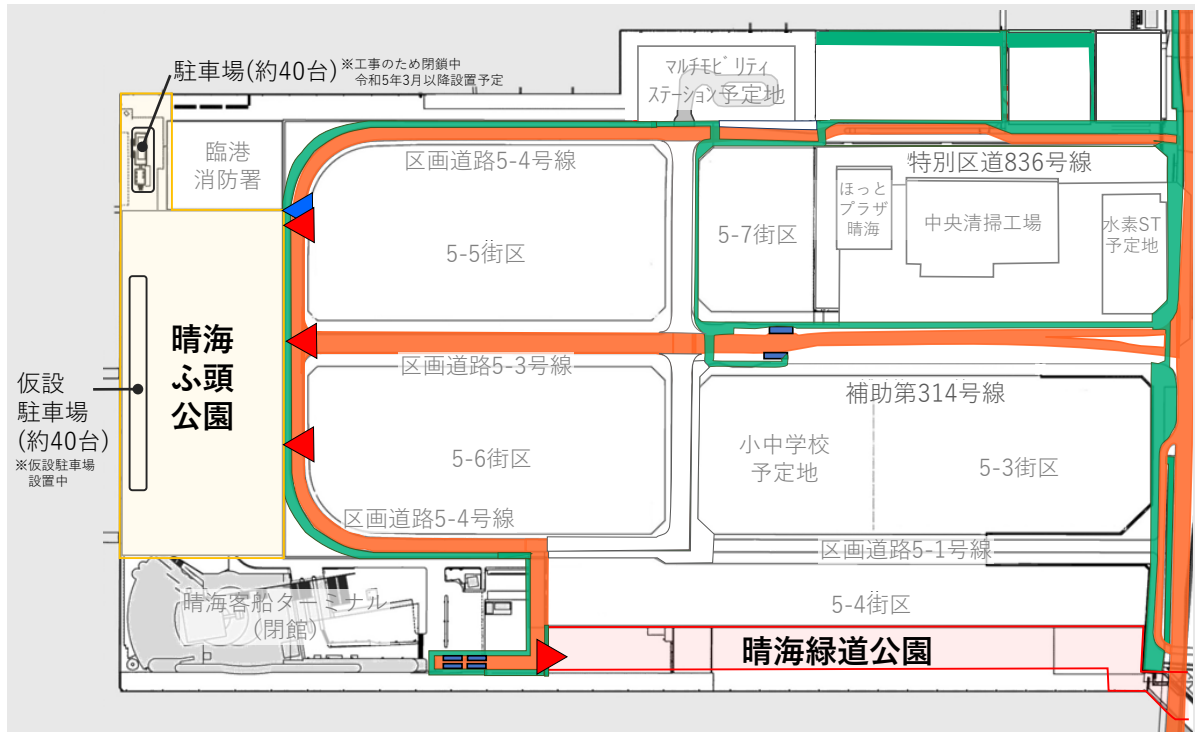 駐車場(約40台)※工事のため閉鎖中
令和5年3月以降設置予定
マルチモビリティ
ステーション予定地
臨港
消防署
区画道路5-4号線
特別区道836号線
ほっと
プラザ
晴海
中央清掃工場
水素ST
予定地
5-7街区
5-5街区
晴海
ふ頭
公園
区画道路5-3号線
仮設
駐車場
(約40台)
※仮設駐車場
設置中
補助第314号線
小中学校
予定地
5-3街区
5-6街区
区画道路5-4号線
区画道路5-1号線
晴海客船ターミナル
(閉館)
5-4街区
晴海緑道公園